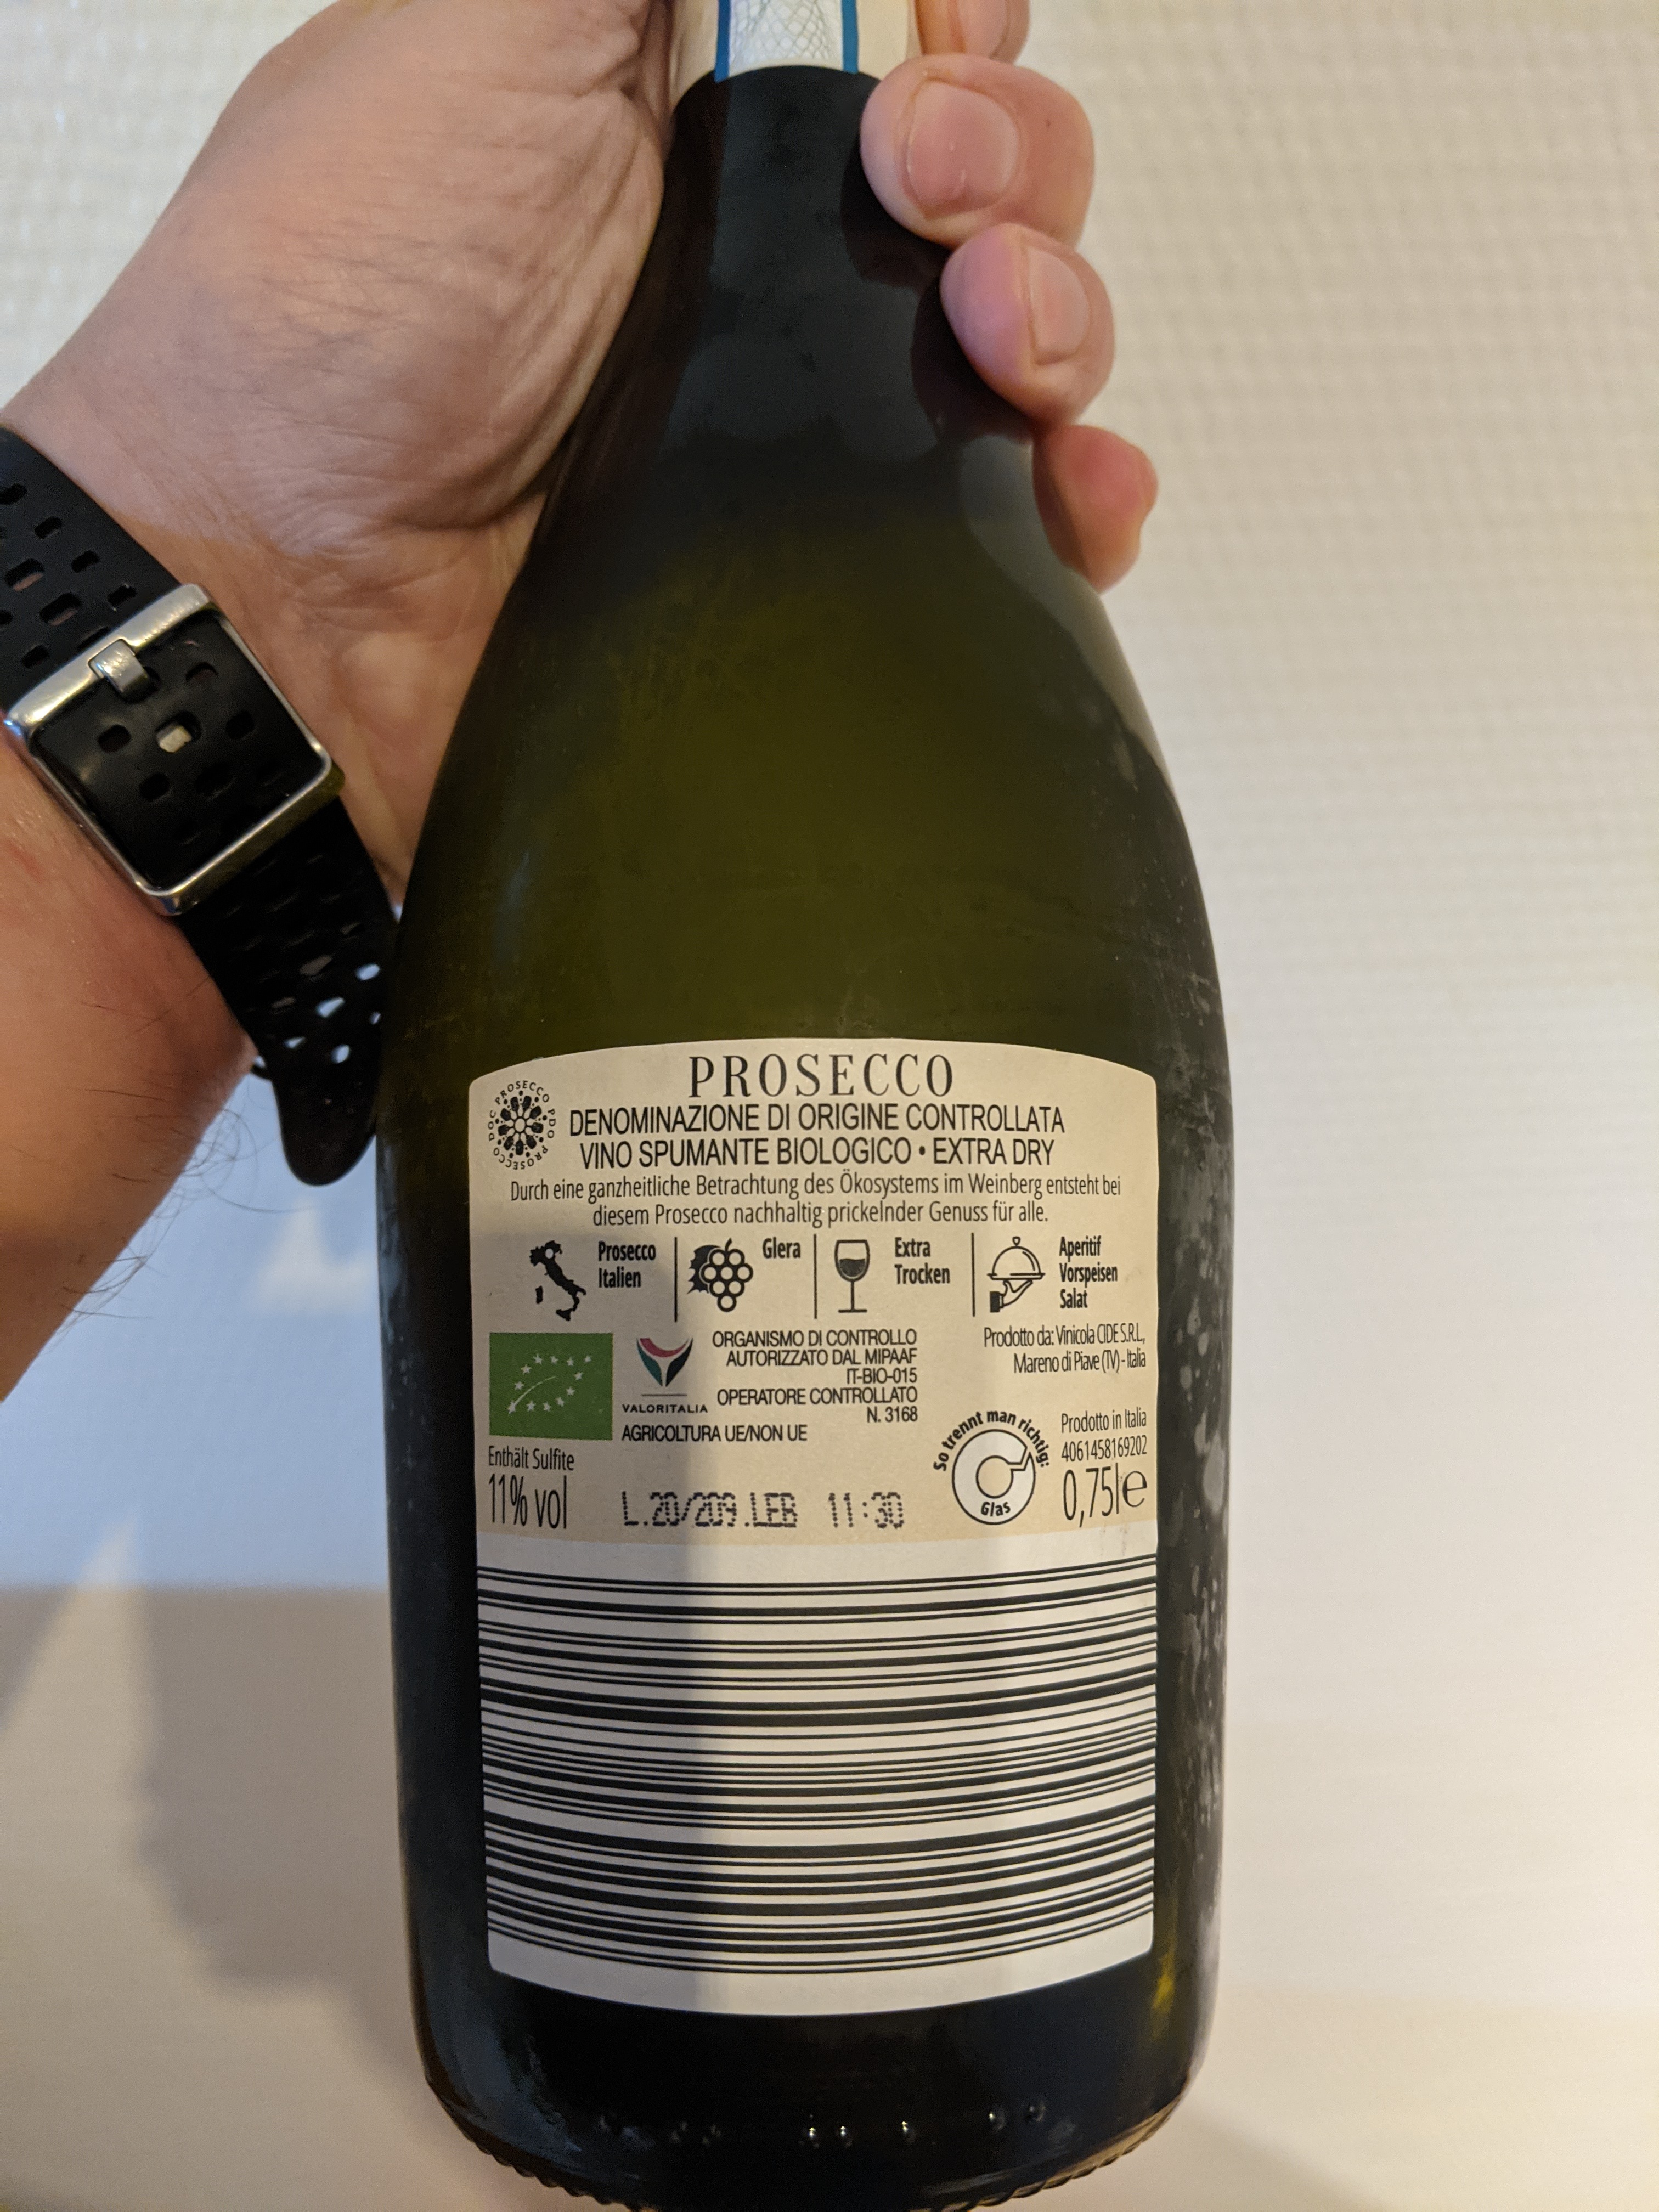 PROSECCO
DENOMINAZIONE DI ORIGINE CONTROLLATA
VINO SPUMANTE BIOLOGICO • EXTRA DRY
PROSECCO PDO PROSECCO DOC
Durch eine ganzheitliche Betrachtung des Ökosystems im Weinberg entsteht bei
diesem Prosecco nachhaltig prickelnder Genuss für alle.
Prosecco
Italien
Glera
Extra
Trocken
Aperitif
Vorspeisen
Salat
VALORITALIA
ORGANISMO DI CONTROLLO
AUTORIZZATO DAL MIPAAF
IT-BIO-015
OPERATORE CONTROLLATO
N. 3168
AGRICOLTURA UE/NON UE
Prodotto da: Vinicola CIDE S.R.L.,
Mareno di Piave (TV) - Italia
Enthält Sulfite
11% vol
L.20/209.LEB 11:30
So trennt man richtig:
Glas
Prodotto in Italia
4061458169202
0,75l e